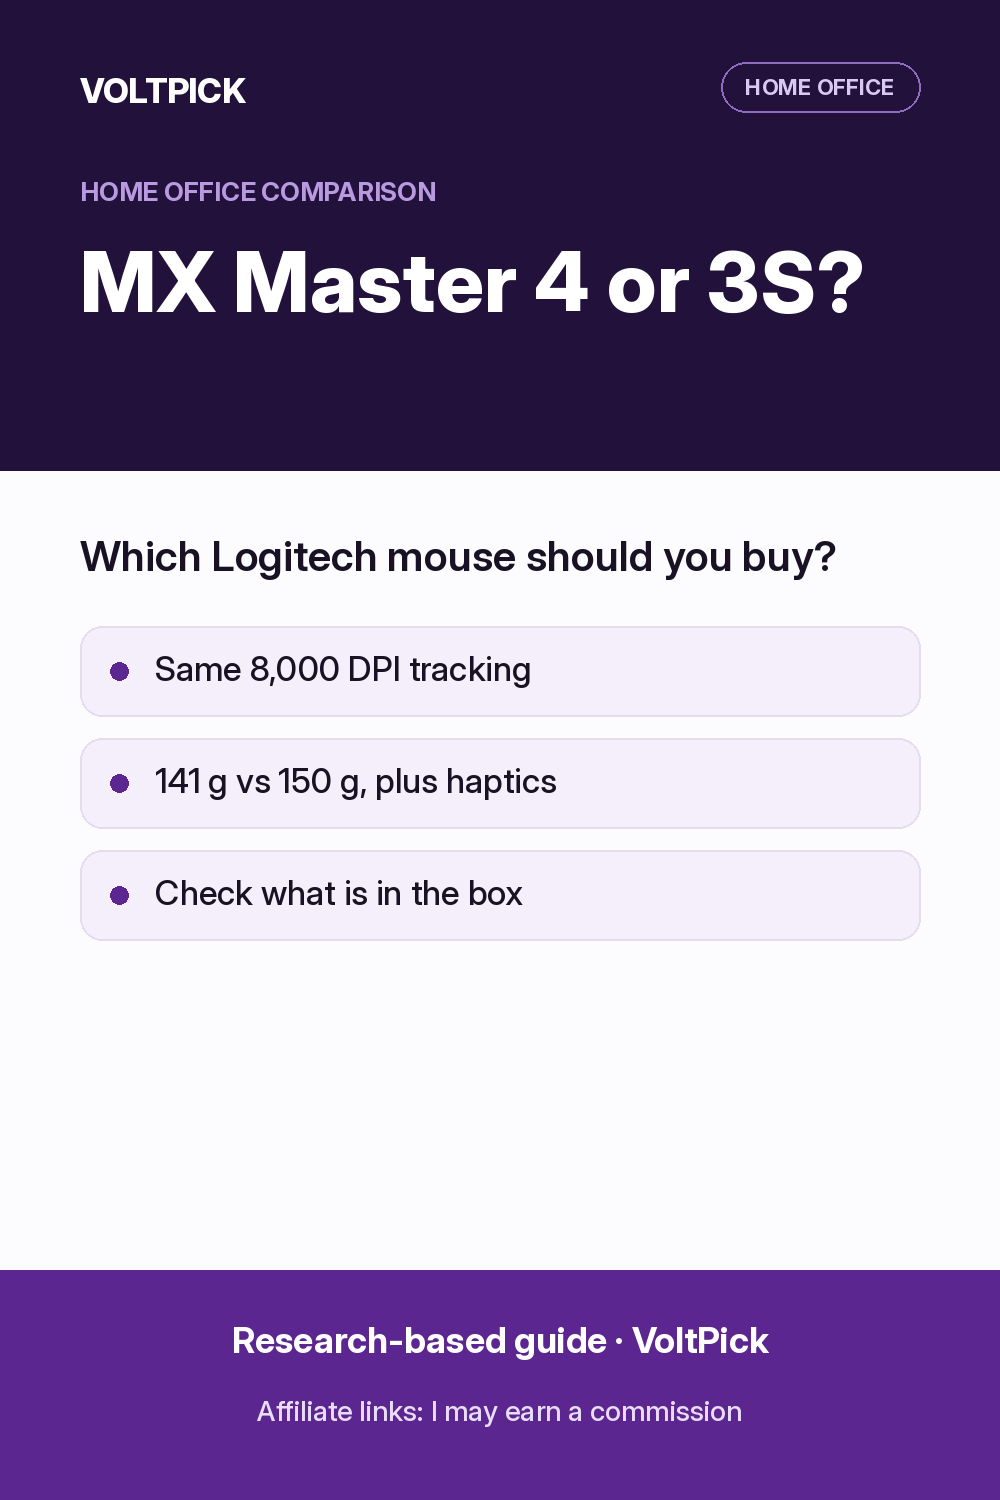 VOLTPICK
HOME OFFICE
HOME OFFICE COMPARISON
MX Master 4 or 3S?
Which Logitech mouse should you buy?
Same 8,000 DPI tracking
141 g vs 150 g, plus haptics
Check what is in the box
Research-based guide · VoltPick
Affiliate links: I may earn a commission